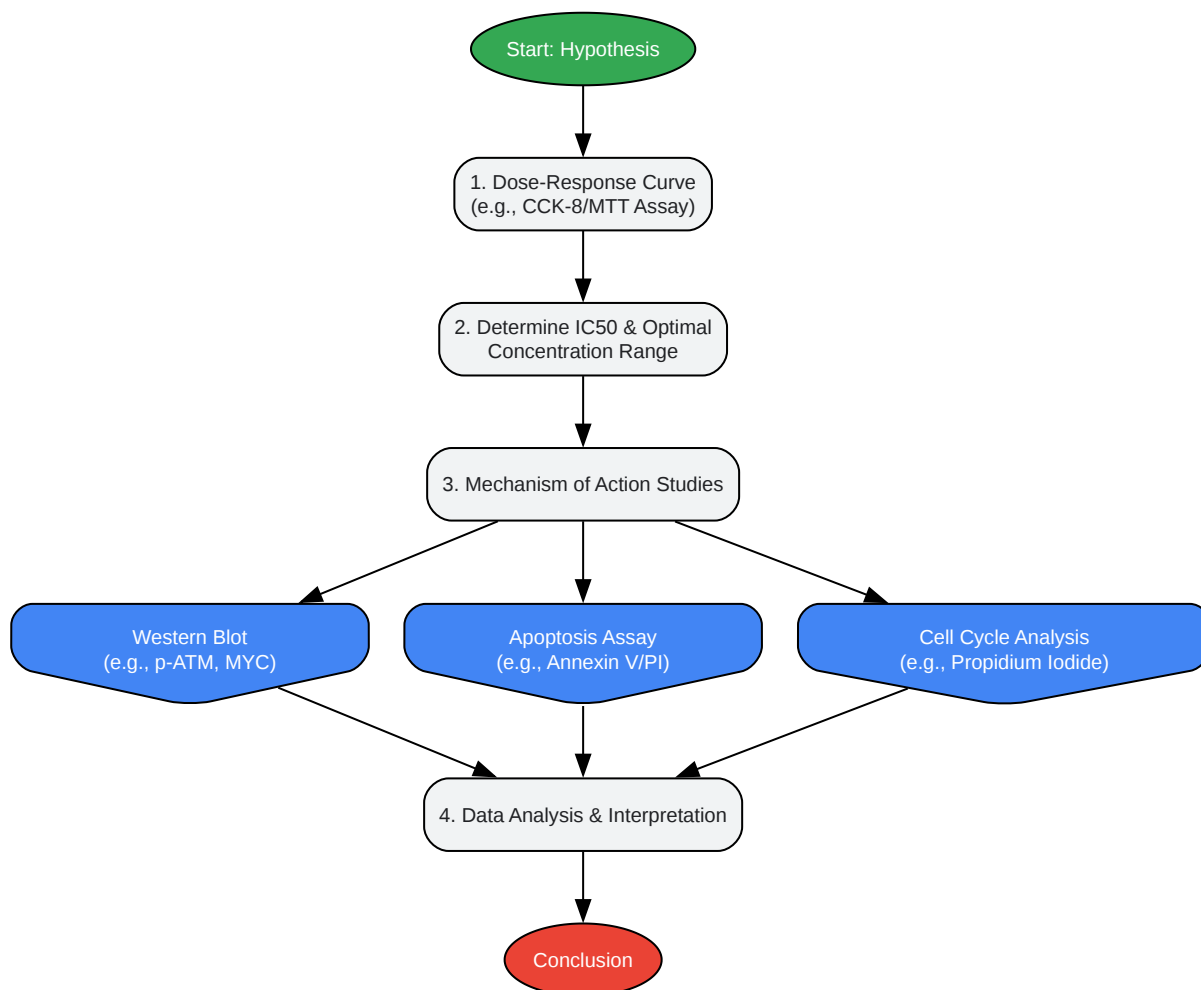 Start: Hypothesis
1. Dose-Response Curve
(e.g., CCK-8/MTT Assay)
2. Determine IC50 & Optimal
Concentration Range
3. Mechanism of Action Studies
Western Blot
(e.g., p-ATM, MYC)
Apoptosis Assay
(e.g., Annexin V/PI)
Cell Cycle Analysis
(e.g., Propidium Iodide)
4. Data Analysis & Interpretation
Conclusion